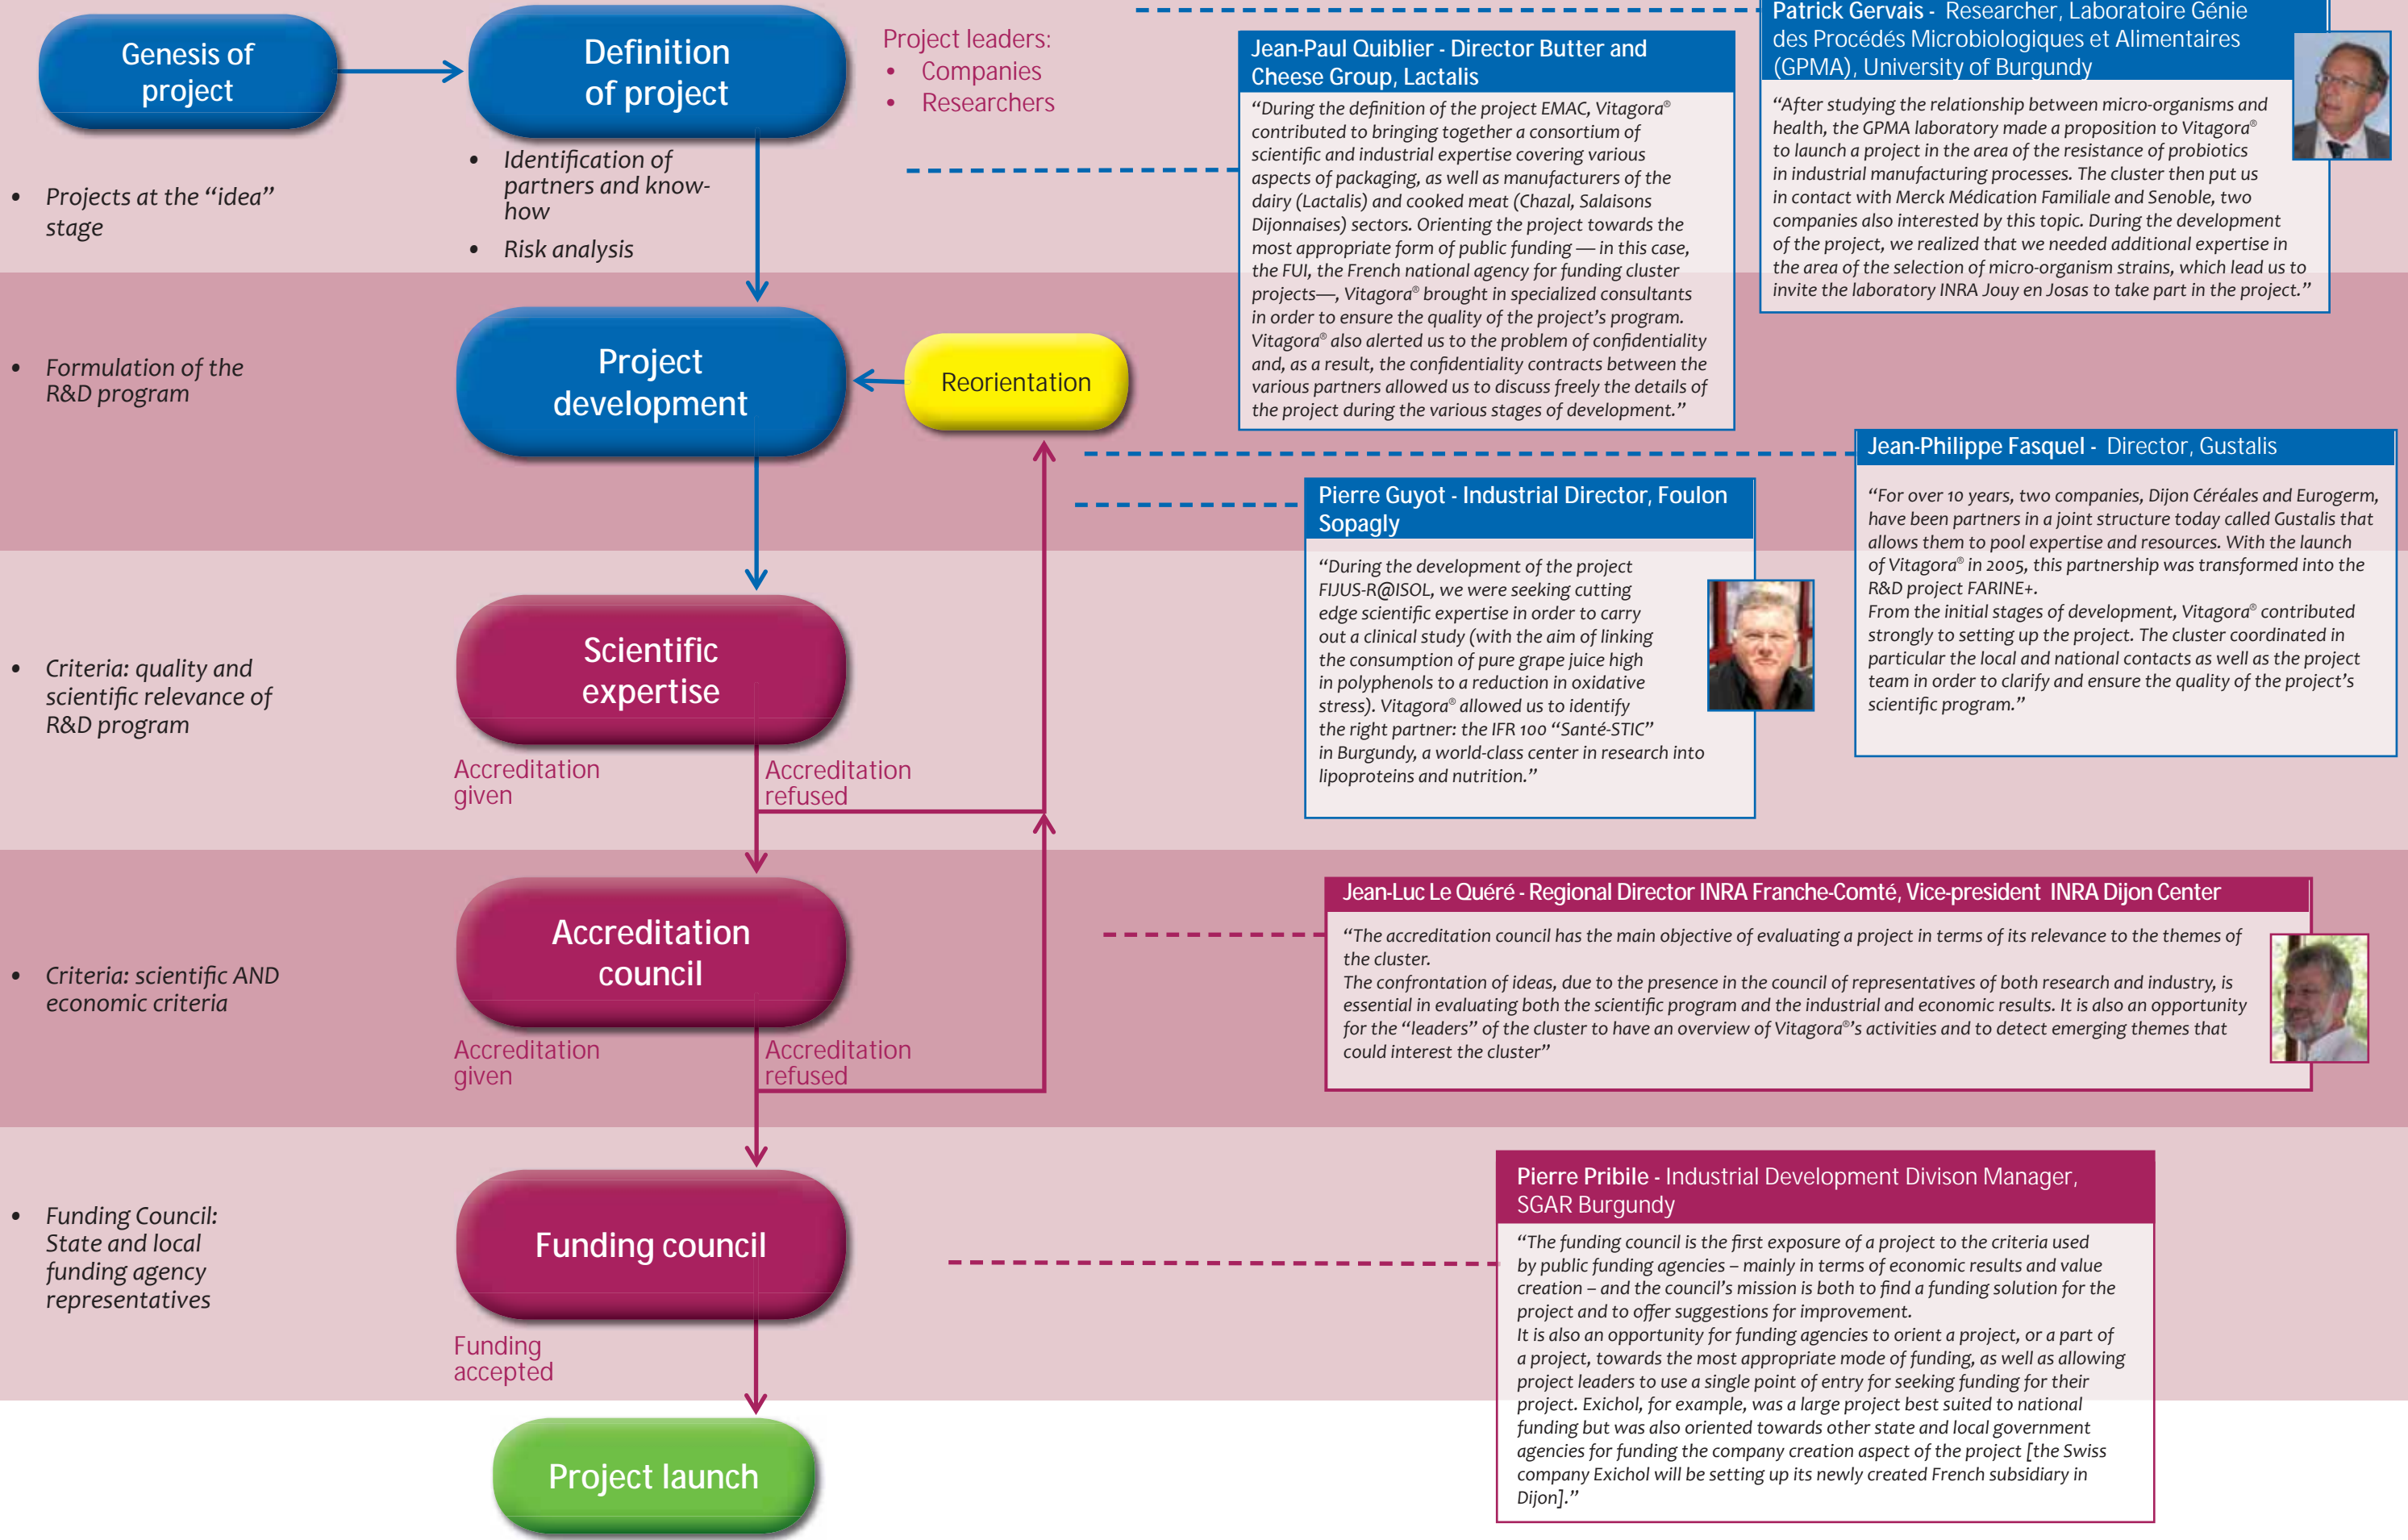 Genesis of
project
Definition
of project
Project leaders:
• Companies
• Researchers
• Projects at the “idea”
stage
• Identification of
partners and know-
how
• Risk analysis
Jean-Paul Quiblier - Director Butter and
Cheese Group, Lactalis
“During the definition of the project EMAC, Vitagora®
contributed to bringing together a consortium of
scientific and industrial expertise covering various
aspects of packaging, as well as manufacturers of the
dairy (Lactalis) and cooked meat (Chazal, Salaisons
Dijonnaises) sectors. Orienting the project towards the
most appropriate form of public funding — in this case,
the FUI, the French national agency for funding cluster
projects—, Vitagora® brought in specialized consultants
in order to ensure the quality of the project’s program.
Vitagora® also alerted us to the problem of confidentiality
and, as a result, the confidentiality contracts between the
various partners allowed us to discuss freely the details of
the project during the various stages of development.”
Patrick Gervais - Researcher, Laboratoire Génie
des Procédés Microbiologiques et Alimentaires
(GPMA), University of Burgundy
“After studying the relationship between micro-organisms and
health, the GPMA laboratory made a proposition to Vitagora®
to launch a project in the area of the resistance of probiotics
in industrial manufacturing processes. The cluster then put us
in contact with Merck Médication Familiale and Senoble, two
companies also interested by this topic. During the development
of the project, we realized that we needed additional expertise in
the area of the selection of micro-organism strains, which lead us to
invite the laboratory INRA Jouy en Josas to take part in the project.”
• Formulation of the
R&D program
Project
development
Reorientation
Pierre Guyot - Industrial Director, Foulon
Sopagly
“During the development of the project
FIJUS-R@ISOL, we were seeking cutting
edge scientific expertise in order to carry
out a clinical study (with the aim of linking
the consumption of pure grape juice high
in polyphenols to a reduction in oxidative
stress). Vitagora® allowed us to identify
the right partner: the IFR 100 “Santé-STIC”
in Burgundy, a world-class center in research into
lipoproteins and nutrition.”
Jean-Philippe Fasquel - Director, Gustalis
“For over 10 years, two companies, Dijon Céréales and Eurogerm,
have been partners in a joint structure today called Gustalis that
allows them to pool expertise and resources. With the launch
of Vitagora® in 2005, this partnership was transformed into the
R&D project FARINE+.
From the initial stages of development, Vitagora® contributed
strongly to setting up the project. The cluster coordinated in
particular the local and national contacts as well as the project
team in order to clarify and ensure the quality of the project’s
scientific program.”
• Criteria: quality and
scientific relevance of
R&D program
Scientific
expertise
Accreditation
given
Accreditation
refused
• Criteria: scientific AND
economic criteria
Accreditation
council
Accreditation
given
Accreditation
refused
Jean-Luc Le Quéré - Regional Director INRA Franche-Comté, Vice-president INRA Dijon Center
“The accreditation council has the main objective of evaluating a project in terms of its relevance to the themes of
the cluster.
The confrontation of ideas, due to the presence in the council of representatives of both research and industry, is
essential in evaluating both the scientific program and the industrial and economic results. It is also an opportunity
for the “leaders” of the cluster to have an overview of Vitagora®’s activities and to detect emerging themes that
could interest the cluster”
• Funding Council:
State and local
funding agency
representatives
Funding council
Funding
accepted
Project launch
Pierre Pribile - Industrial Development Divison Manager,
SGAR Burgundy
“The funding council is the first exposure of a project to the criteria used
by public funding agencies – mainly in terms of economic results and value
creation – and the council’s mission is both to find a funding solution for the
project and to offer suggestions for improvement.
It is also an opportunity for funding agencies to orient a project, or a part of
a project, towards the most appropriate mode of funding, as well as allowing
project leaders to use a single point of entry for seeking funding for their
project. Exichol, for example, was a large project best suited to national
funding but was also oriented towards other state and local government
agencies for funding the company creation aspect of the project [the Swiss
company Exichol will be setting up its newly created French subsidiary in
Dijon].”